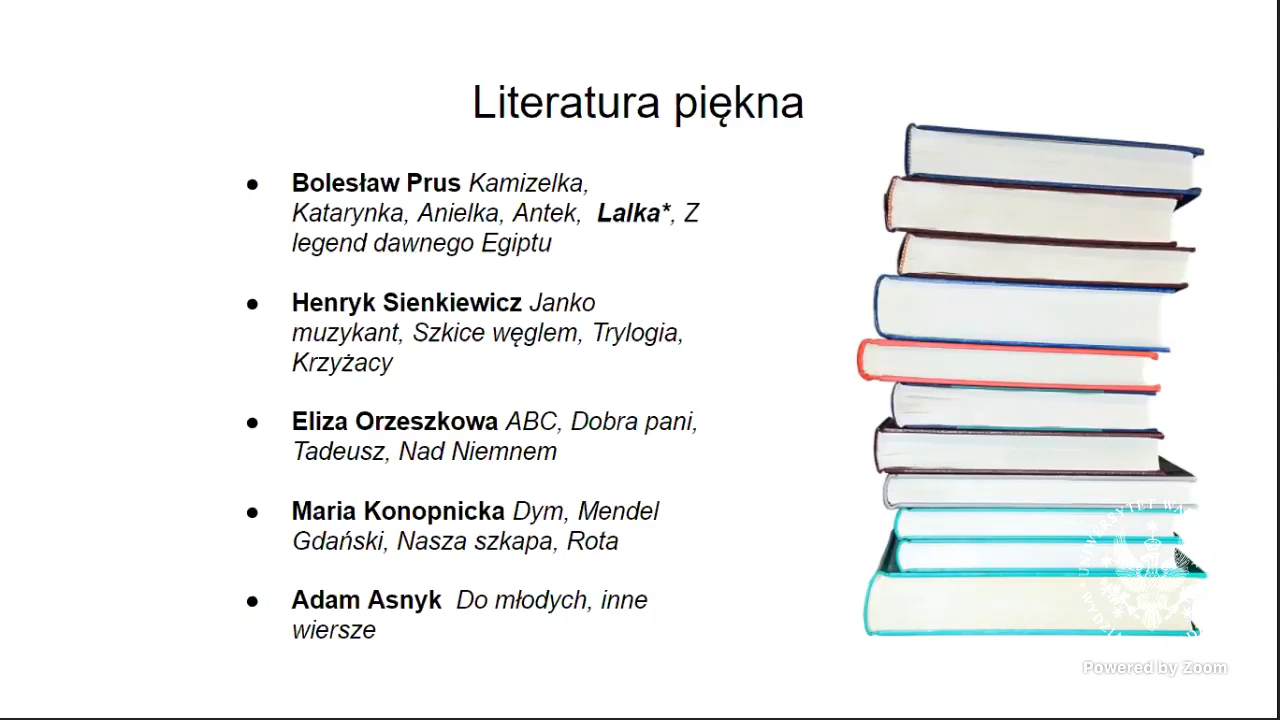 Literatura piękna
● Bolesław Prus Kamizelka,
Katarynka, Anielka, Antek, Lalka*, Z
legend dawnego Egiptu
● Henryk Sienkiewicz Janko
muzykant, Szkice węglem, Trylogia,
Krzyżacy
● Eliza Orzeszkowa ABC, Dobra pani,
Tadeusz, Nad Niemnem
● Maria Konopnicka Dym, Mendel
Gdański, Nasza szkapa, Rota
● Adam Asnyk Do młodych, inne
wiersze
UNIWERSYTET
Powered by Zoom